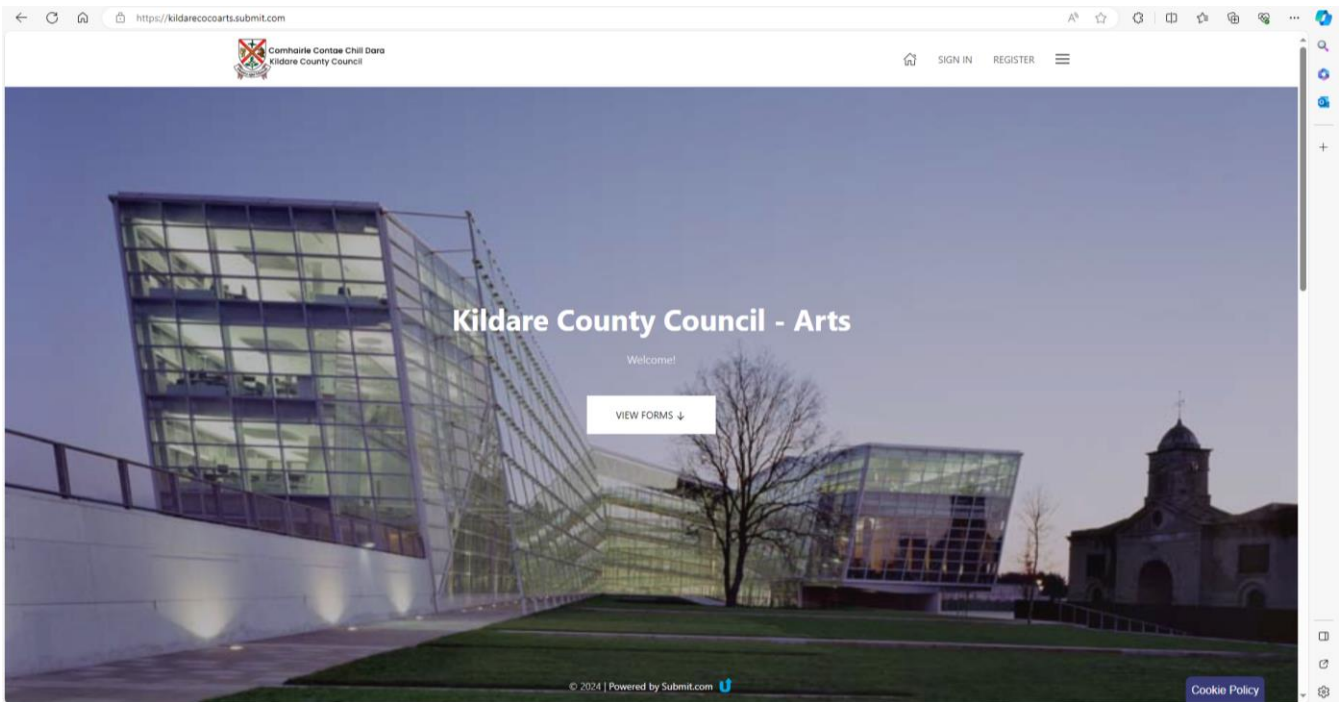 https://kildarecocoarts.submit.com
Comhairle Contae Chill Dara
Kildare County Council
SIGN IN REGISTER
Kildare County Council - Arts
Welcome!
VIEW FORMS ↓
© 2024 | Powered by Submit.com
Cookie Policy